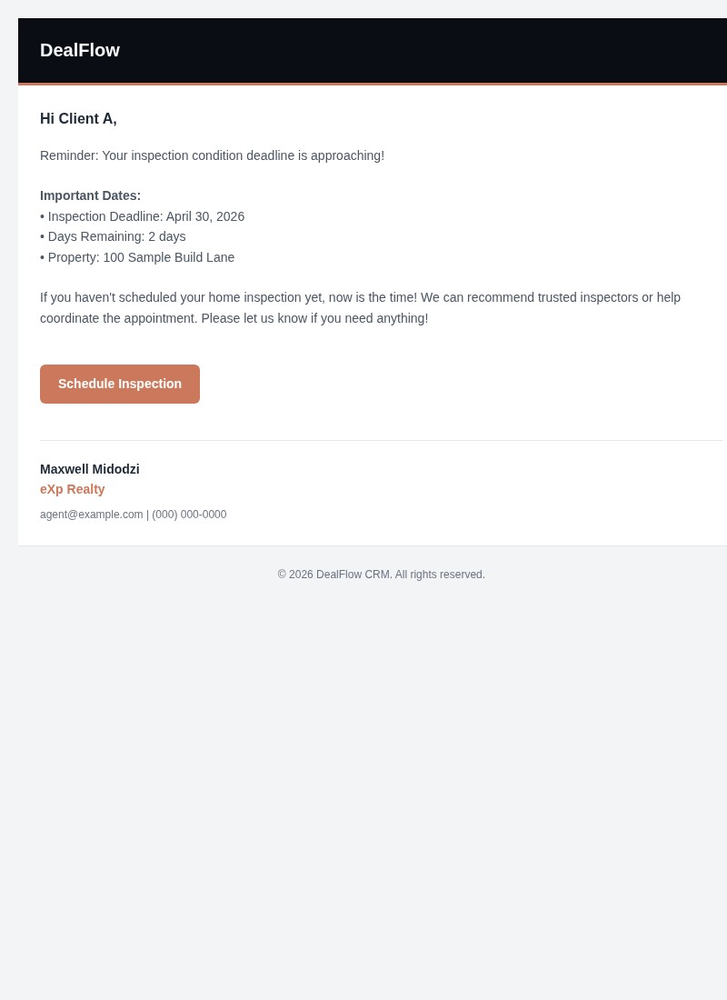 DealFlow
Hi Client A,
Reminder: Your inspection condition deadline is approaching!
Important Dates:
• Inspection Deadline: April 30, 2026
• Days Remaining: 2 days
• Property: 100 Sample Build Lane
If you haven't scheduled your home inspection yet, now is the time! We can recommend trusted inspectors or help
coordinate the appointment. Please let us know if you need anything!
Schedule Inspection
Maxwell Midodzi
eXp Realty
agent@example.com | (000) 000-0000
© 2026 DealFlow CRM. All rights reserved.